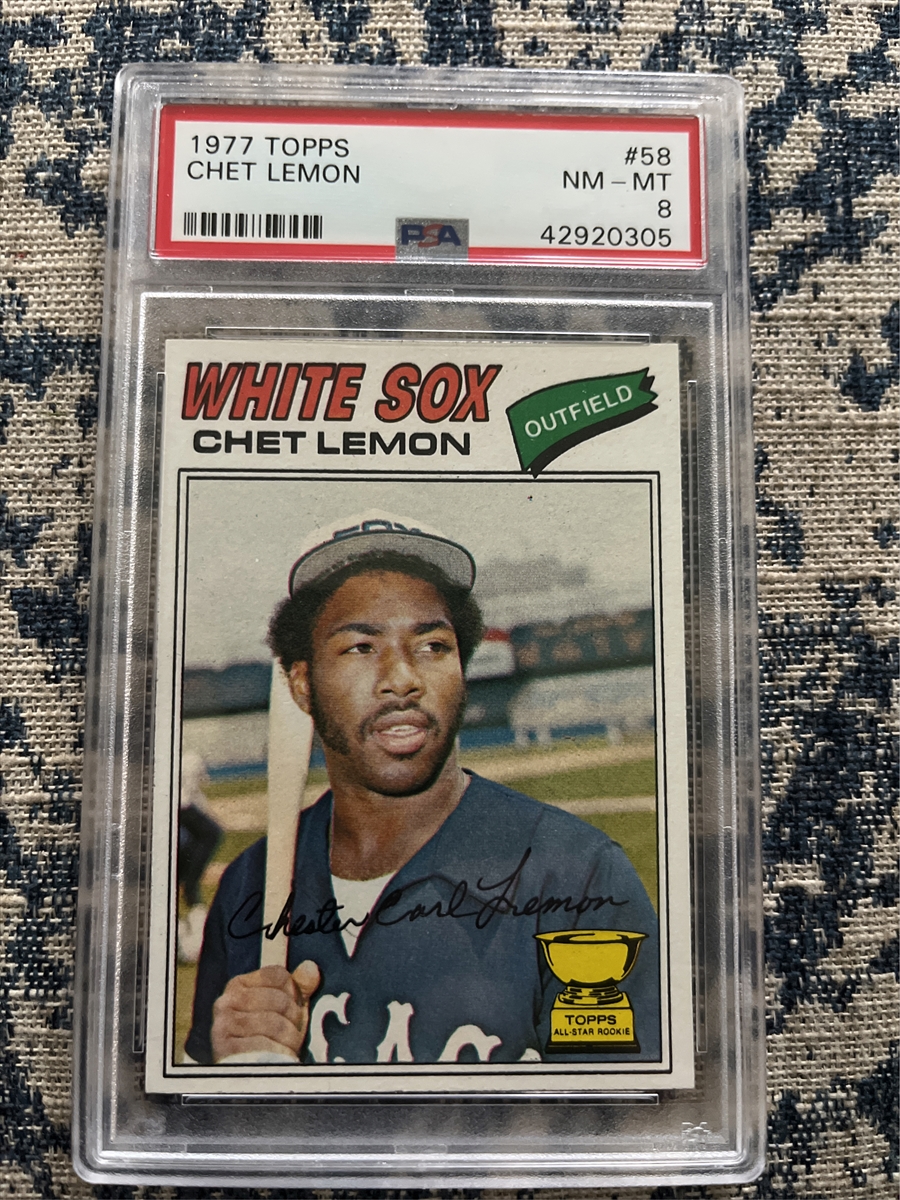 1977 TOPPS #58
CHET LEMON NM - MT
8
PSA 42920305
WHITE SOX
OUTFIELD
CHET LEMON
SOX
Chester Carl Lemon
TOPPS
ALL-STAR ROOKIE